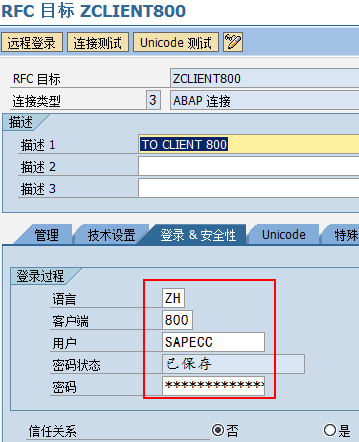 RFC 目标 ZCLIENT800
远程登录 连接测试 Unicode 测试
RFC 目标 ZCLIENT800
连接类型 3 ABAP 连接
描述
描述 1 TO CLIENT 800
描述 2
描述 3
管理 技术设置 登录 & 安全性 Unicode 特殊
登录过程
语言 ZH
客户端 800
用户 SAPECC
密码状态 已保存
密码 ************
信任关系 否 是